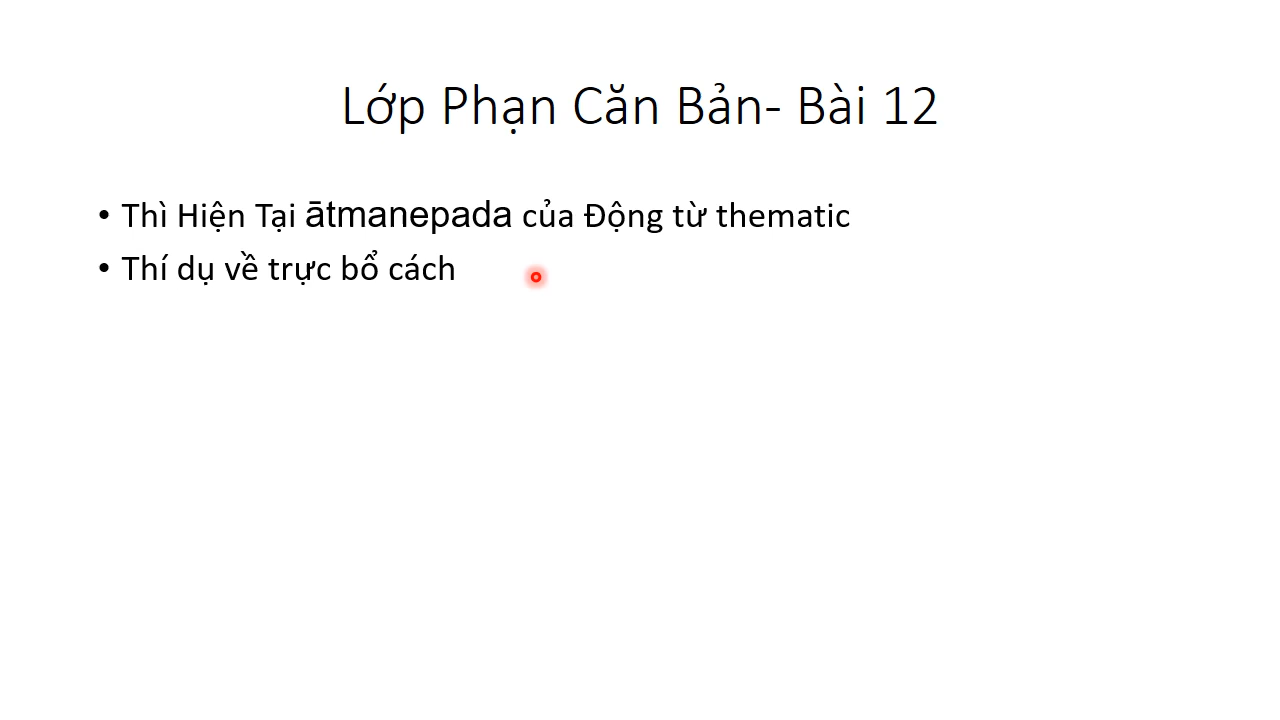 Lớp Phạn Căn Bản- Bài 12
• Thì Hiện Tại ātmanepada của Động từ thematic
• Thí dụ về trực bổ cách